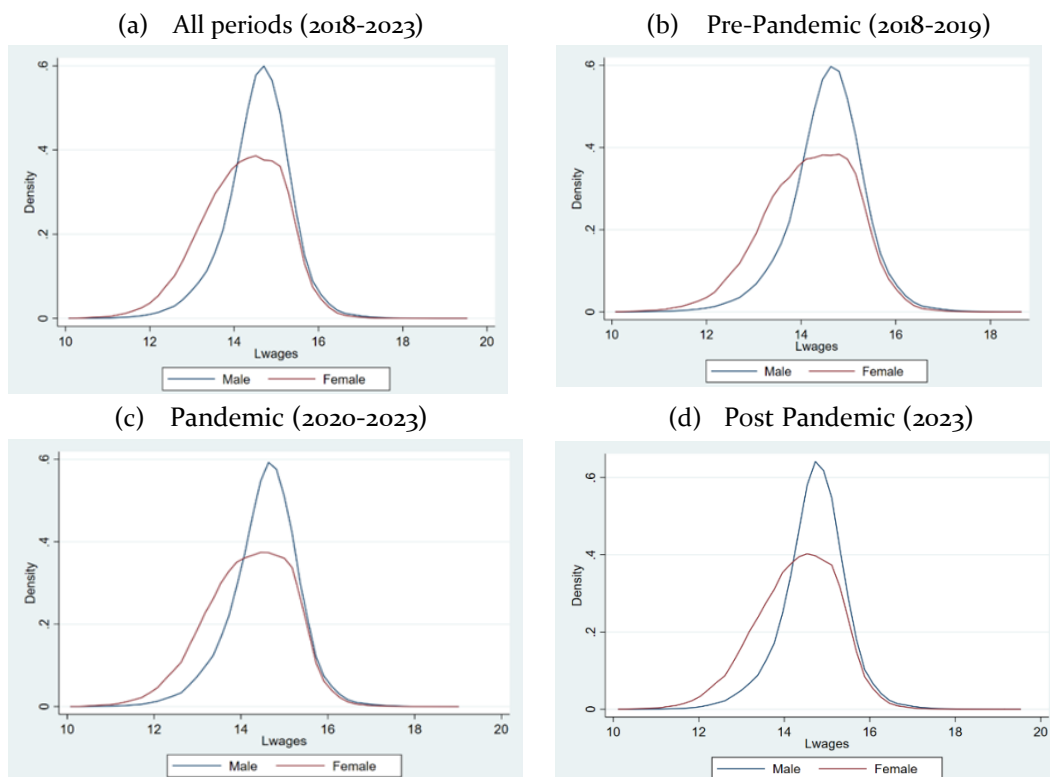 (a) All periods (2018-2023)
.6
.4
.2
0
Density
10 12 14 16 18 20
Lwages
Male Female
(b) Pre-Pandemic (2018-2019)
.6
.4
.2
0
Density
10 12 14 16 18
Lwages
Male Female
(c) Pandemic (2020-2023)
.6
.4
.2
0
Density
10 12 14 16 18 20
Lwages
Male Female
(d) Post Pandemic (2023)
.6
.4
.2
0
Density
10 12 14 16 18 20
Lwages
Male Female